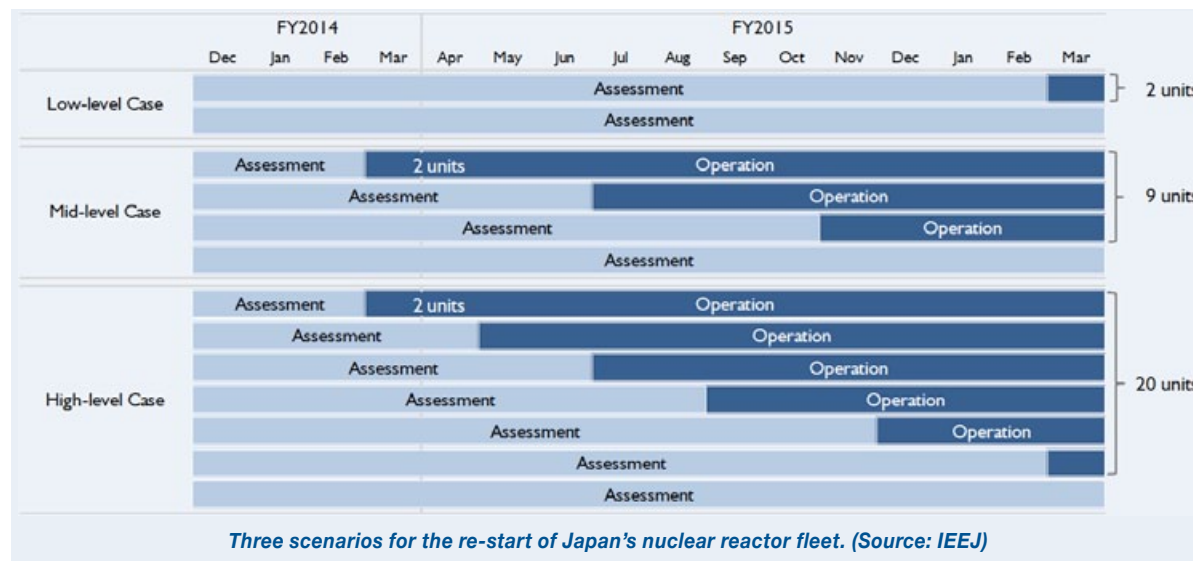 FY2014 FY2015
Dec Jan Feb Mar Apr May Jun Jul Aug Sep Oct Nov Dec Jan Feb Mar
Low-level Case
Assessment
2 units
Assessment
Mid-level Case
Assessment 2 units Operation
Assessment Operation
9 units
Assessment Operation
Assessment
High-level Case
Assessment 2 units Operation
Assessment Operation
Assessment Operation
20 units
Assessment Operation
Assessment Operation
Assessment
Assessment
Three scenarios for the re-start of Japan's nuclear reactor fleet. (Source: IEEJ)